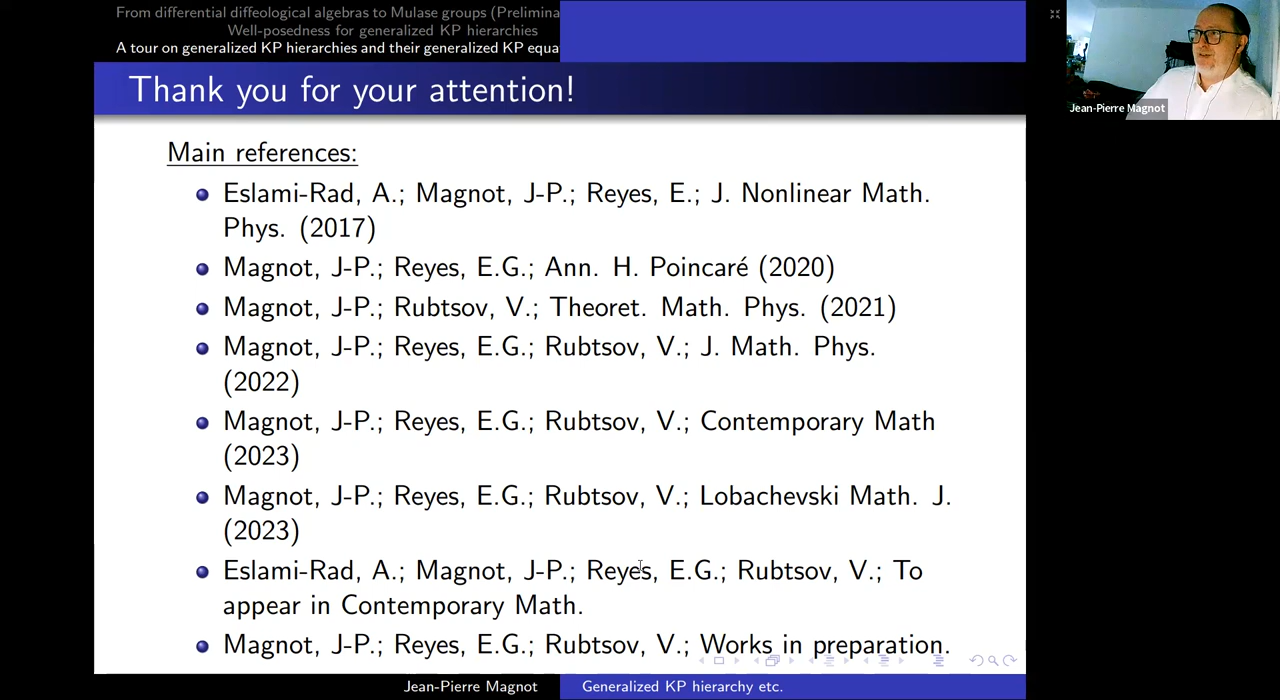 From differential diffeological algebras to Mulase groups (Prelimina
Well-posedness for generalized KP hierarchies
A tour on generalized KP hierarchies and their generalized KP equa
Thank you for your attention!
Jean-Pierre Magnot
Main references:
Eslami-Rad, A.; Magnot, J-P.; Reyes, E.; J. Nonlinear Math.
Phys. (2017)
Magnot, J-P.; Reyes, E.G.; Ann. H. Poincaré (2020)
Magnot, J-P.; Rubtsov, V.; Theoret. Math. Phys. (2021)
Magnot, J-P.; Reyes, E.G.; Rubtsov, V.; J. Math. Phys.
(2022)
Magnot, J-P.; Reyes, E.G.; Rubtsov, V.; Contemporary Math
(2023)
Magnot, J-P.; Reyes, E.G.; Rubtsov, V.; Lobachevski Math. J.
(2023)
Eslami-Rad, A.; Magnot, J-P.; Reyes, E.G.; Rubtsov, V.; To
appear in Contemporary Math.
Magnot, J-P.; Reyes, E.G.; Rubtsov, V.; Works in preparation.
Jean-Pierre Magnot
Generalized KP hierarchy etc.